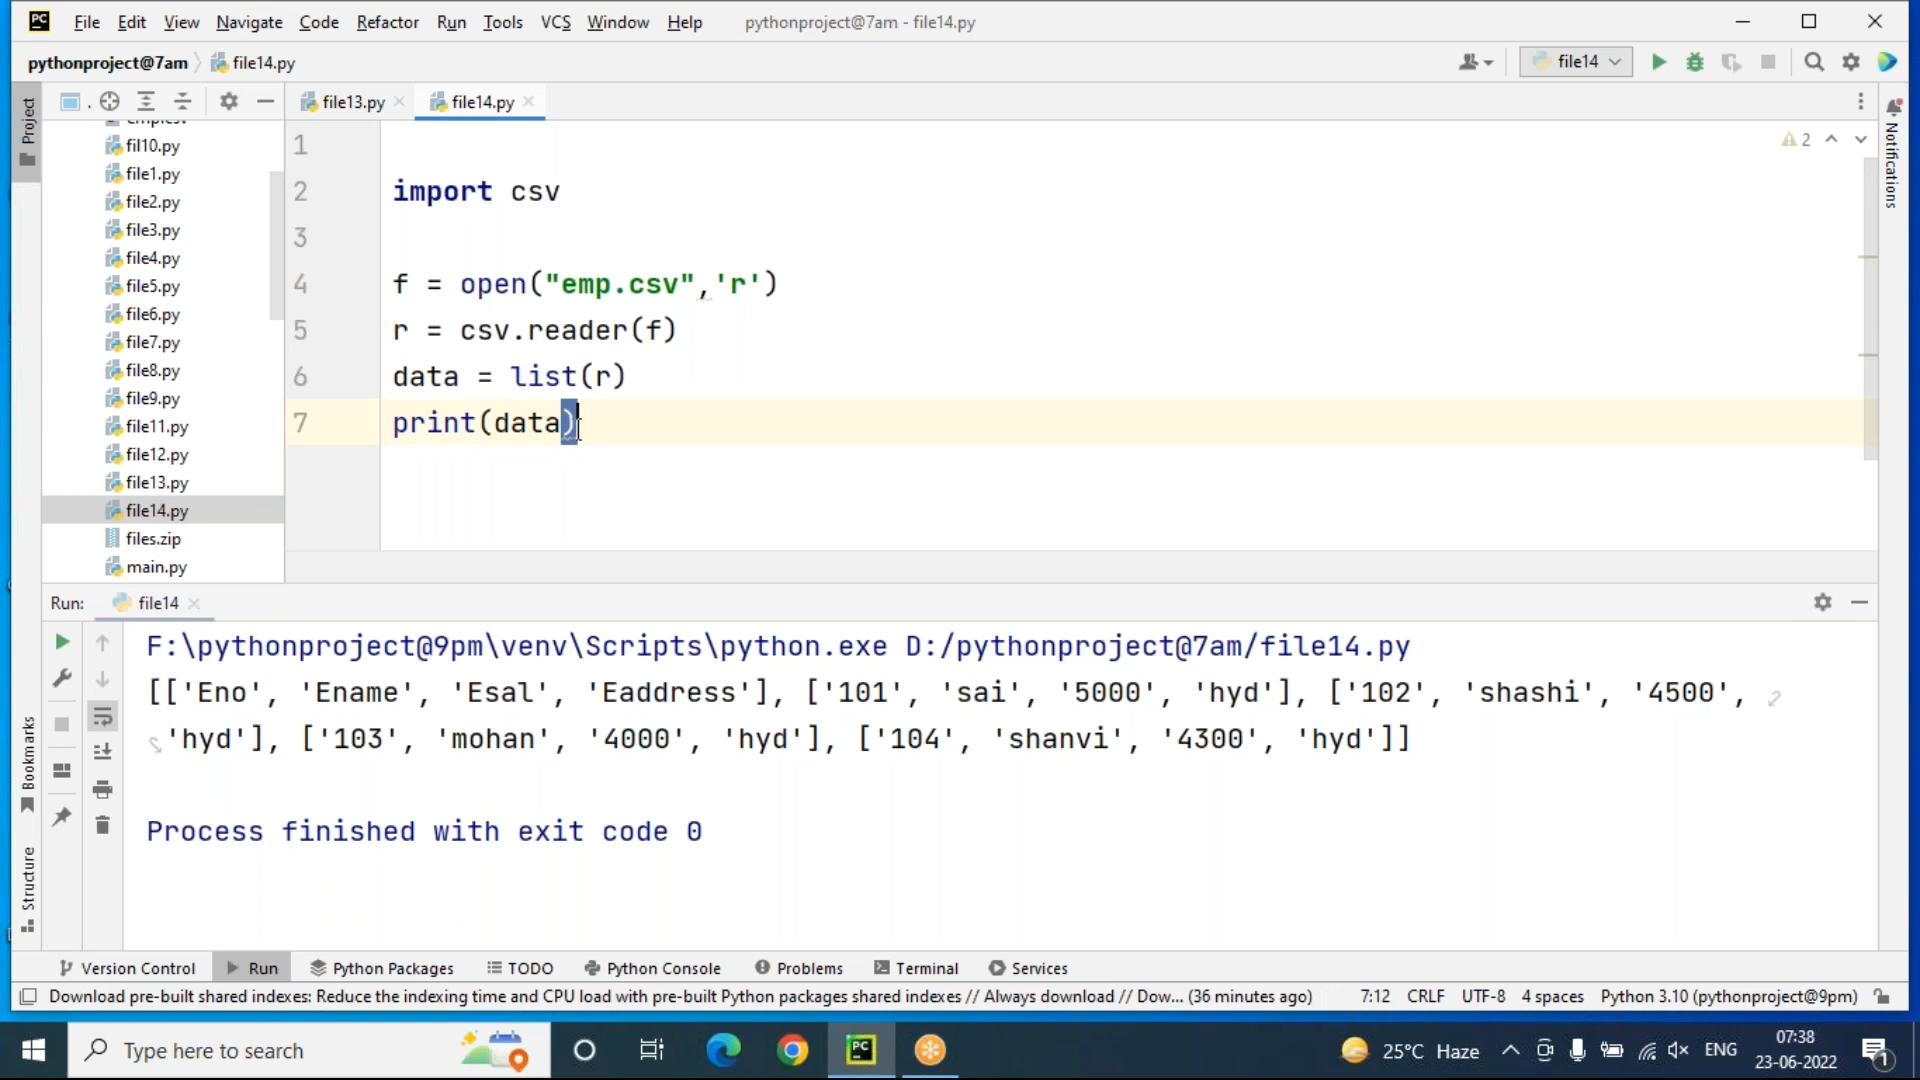 PC File Edit View Navigate Code Refactor Run Tools VCS Window Help pythonproject@7am - file14.py
pythonproject@7am file14.py file14
Project
file13.py file14.py
Notifications
fil10.py
file1.py
file2.py
file3.py
file4.py
file5.py
file6.py
file7.py
file8.py
file9.py
file11.py
file12.py
file13.py
file14.py
files.zip
main.py
2
1
2 import csv
3
4 f = open("emp.csv",'r')
5 r = csv.reader(f)
6 data = list(r)
7 print(data)
Run: file14
F:\pythonproject@9pm\venv\Scripts\python.exe D:/pythonproject@7am/file14.py
[['Eno', 'Ename', 'Esal', 'Eaddress'], ['101', 'sai', '5000', 'hyd'], ['102', 'shashi', '4500',
'hyd'], ['103', 'mohan', '4000', 'hyd'], ['104', 'shanvi', '4300', 'hyd']]
Process finished with exit code 0
Bookmarks
Structure
Version Control Run Python Packages TODO Python Console Problems Terminal Services
Download pre-built shared indexes: Reduce the indexing time and CPU load with pre-built Python packages shared indexes // Always download // Dow... (36 minutes ago) 7:12 CRLF UTF-8 4 spaces Python 3.10 (pythonproject@9pm)
Type here to search PC 25°C Haze ENG 07:38
23-06-2022
1